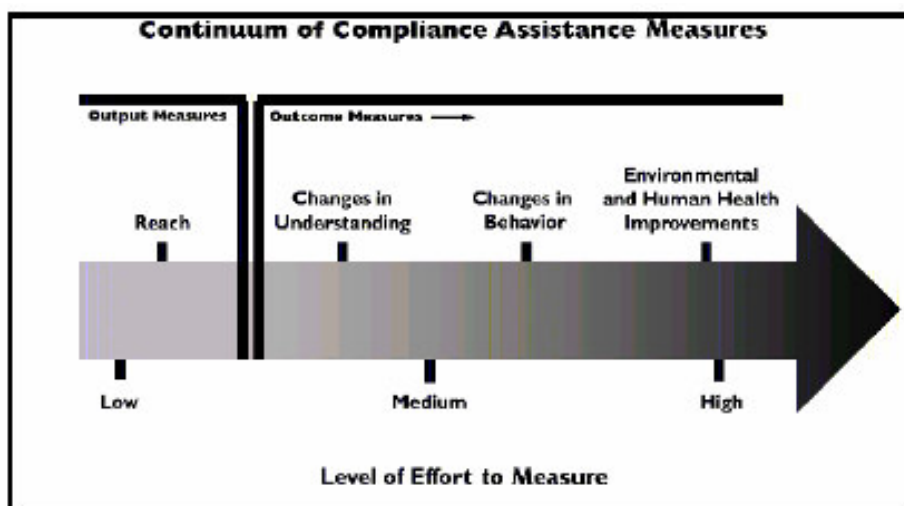 Continuum of Compliance Assistance Measures
Output Measures
Outcome Measures
Reach
Changes in
Understanding
Changes in
Behavior
Environmental
and Human Health
Improvements
Low
Medium
High
Level of Effort to Measure